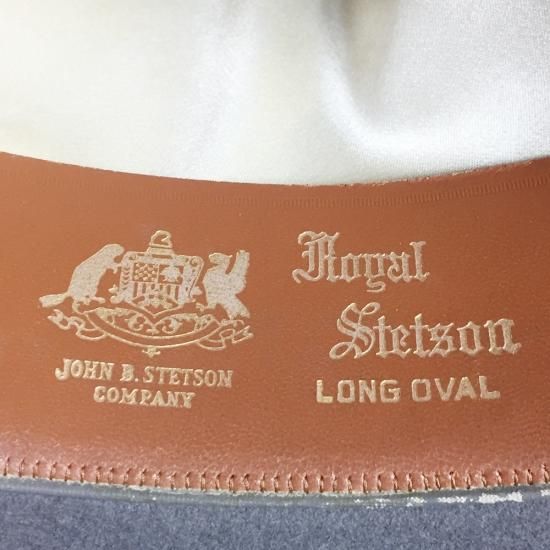 JOHN B. STETSON
COMPANY
Royal
Stetson
LONG OVAL